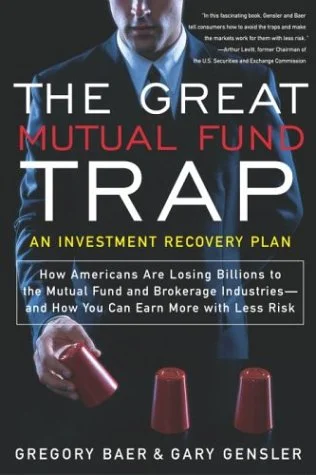 "In this fascinating book, Gensler and Baer
tell consumers how to avoid the traps and
make the markets work for them with less risk."
—Arthur Levitt, former Chairman of the
U.S. Securities and Exchange Commission
THE GREAT
MUTUAL FUND
TRAP
AN INVESTMENT RECOVERY PLAN
How Americans Are Losing Billions to
the Mutual Fund and Brokerage Industries—
and How You Can Earn More with Less Risk
GREGORY BAER & GARY GENSLER